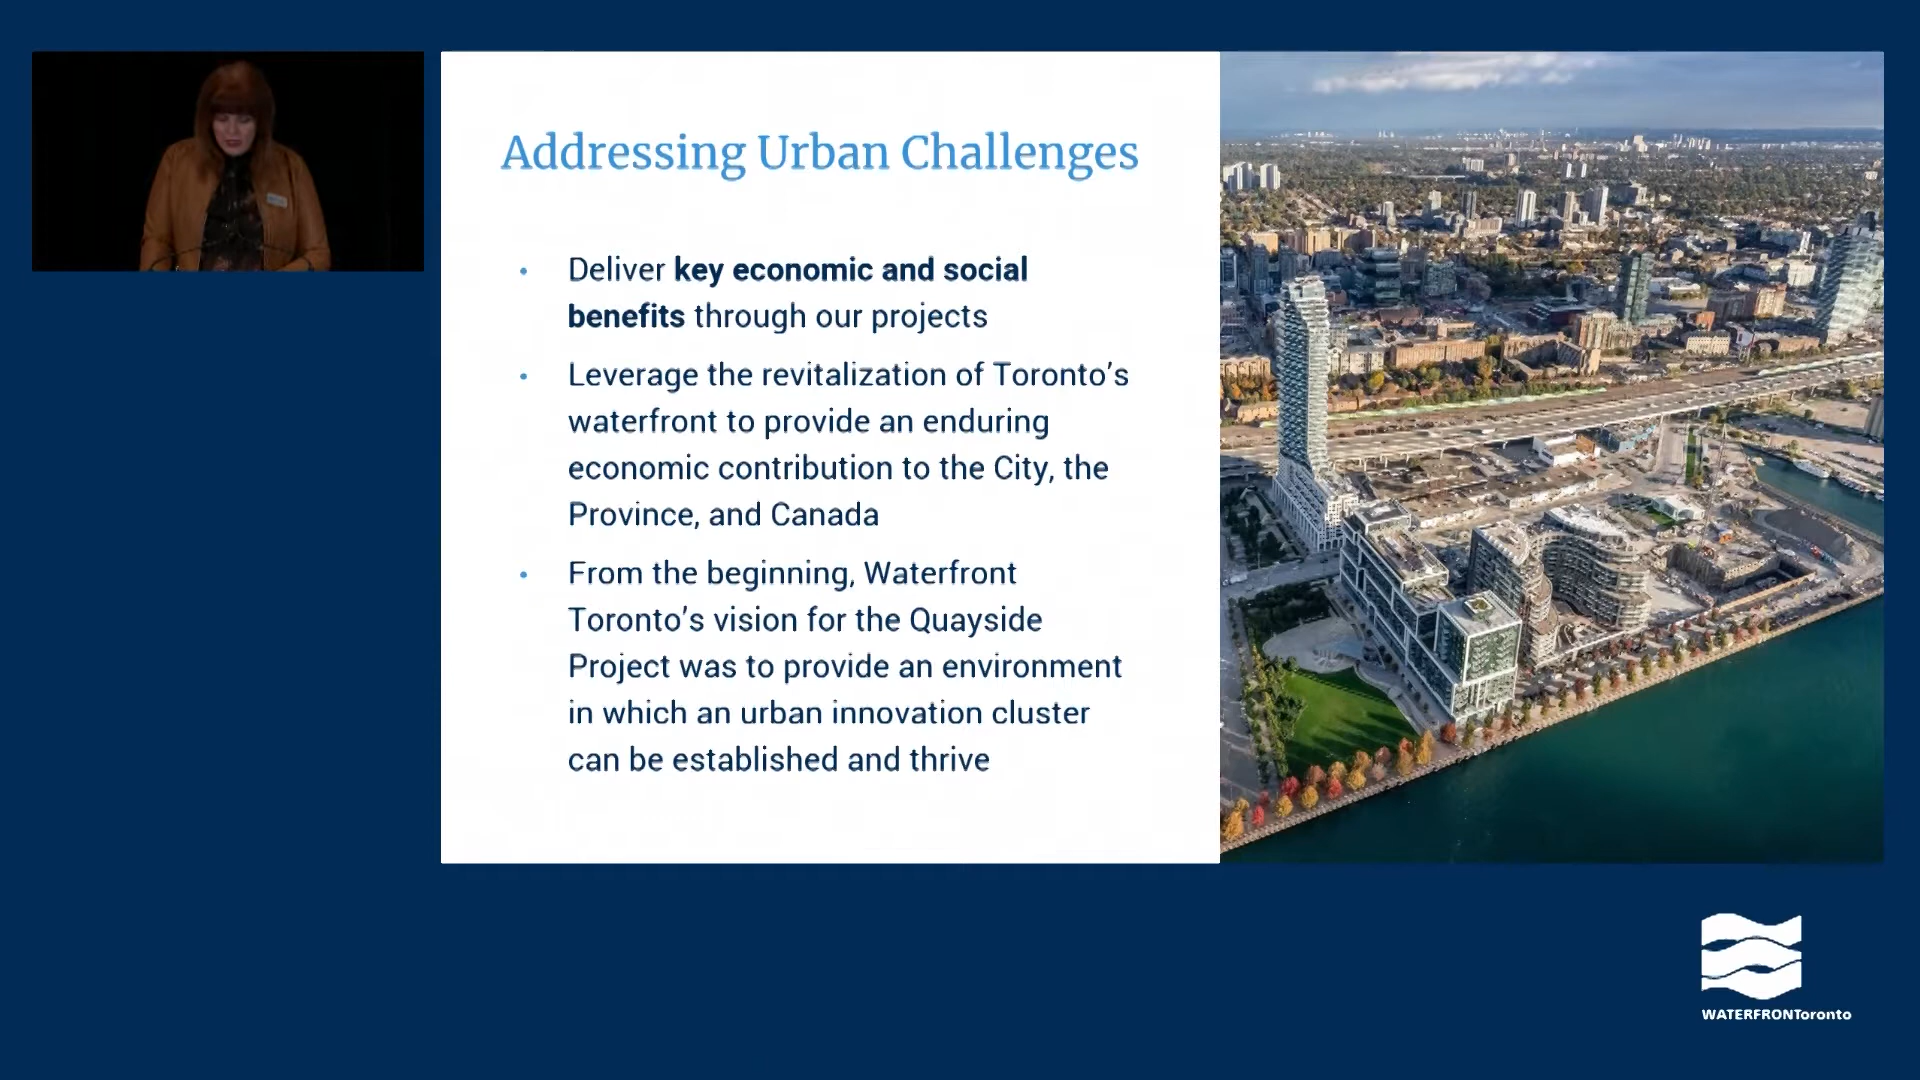 Addressing Urban Challenges
• Deliver key economic and social
benefits through our projects
• Leverage the revitalization of Toronto’s
waterfront to provide an enduring
economic contribution to the City, the
Province, and Canada
• From the beginning, Waterfront
Toronto’s vision for the Quayside
Project was to provide an environment
in which an urban innovation cluster
can be established and thrive
WATERFRONToronto